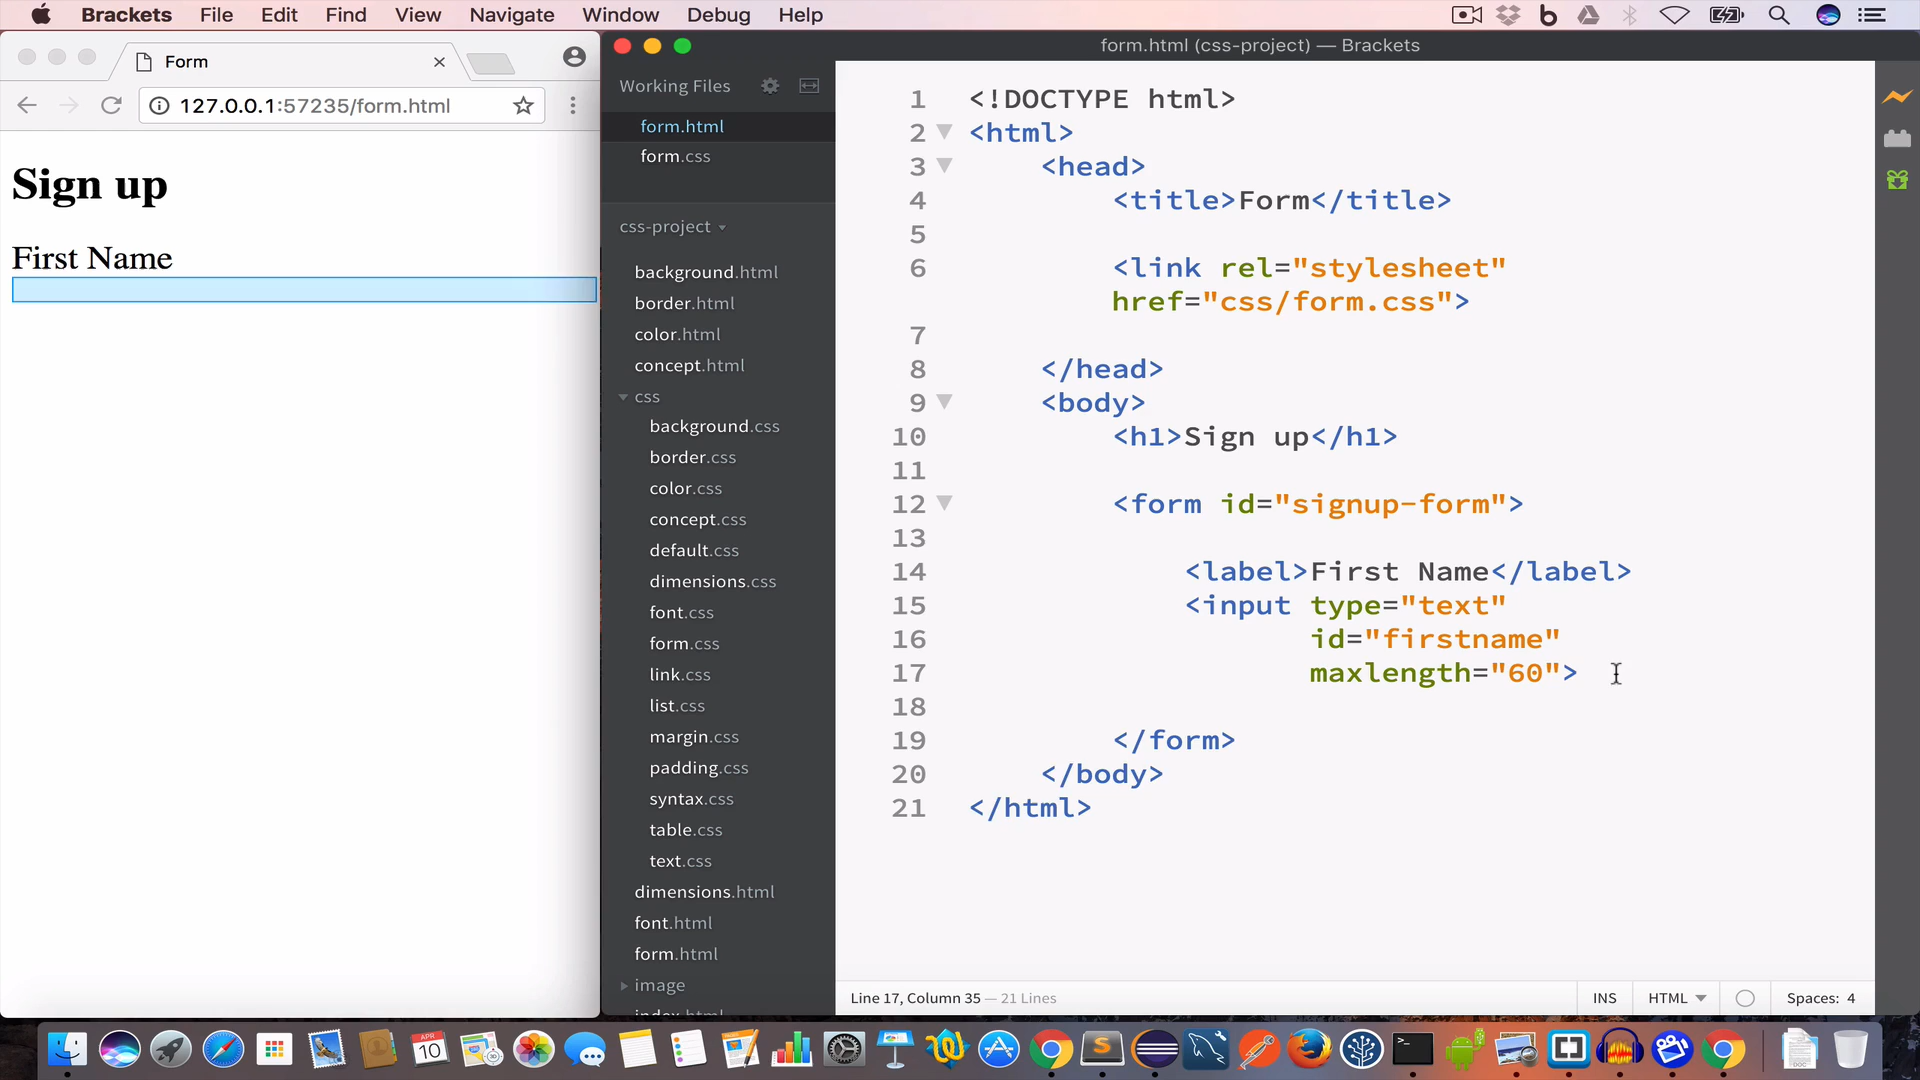 Brackets File Edit Find View Navigate Window Debug Help
form.html (css-project) — Brackets
Form
127.0.0.1:57235/form.html
Sign up
First Name
Working Files
form.html
form.css
css-project
background.html
border.html
color.html
concept.html
css
background.css
border.css
color.css
concept.css
default.css
dimensions.css
font.css
form.css
link.css
list.css
margin.css
padding.css
syntax.css
table.css
text.css
dimensions.html
font.html
form.html
image
index.html
1 <!DOCTYPE html>
2 <html>
3 <head>
4 <title>Form</title>
5
6 <link rel="stylesheet"
href="css/form.css">
7
8 </head>
9 <body>
10 <h1>Sign up</h1>
11
12 <form id="signup-form">
13
14 <label>First Name</label>
15 <input type="text"
16 id="firstname"
17 maxlength="60">
18
19 </form>
20 </body>
21 </html>
Line 17, Column 35 — 21 Lines
INS HTML Spaces: 4
APR
10